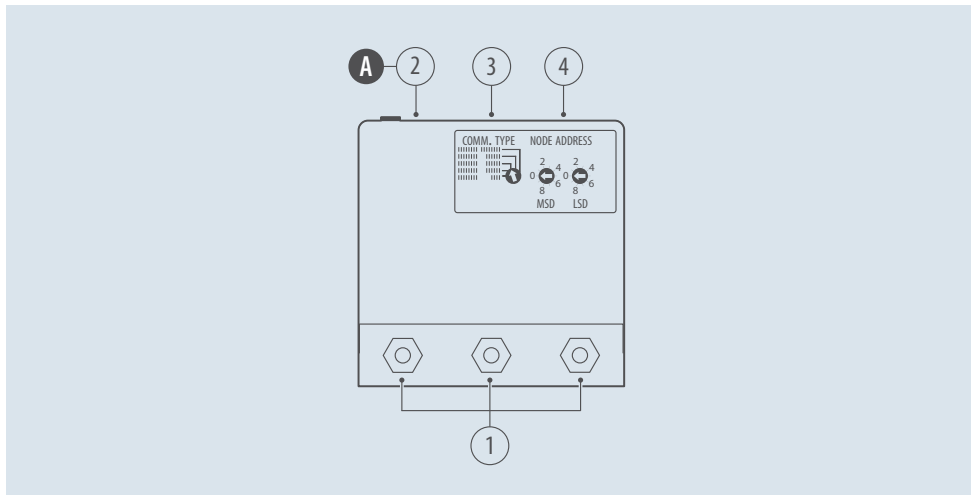 A 2 3 4
COMM. TYPE NODE ADDRESS
2 2
0 4 0 4
6 6
8 8
MSD LSD
1